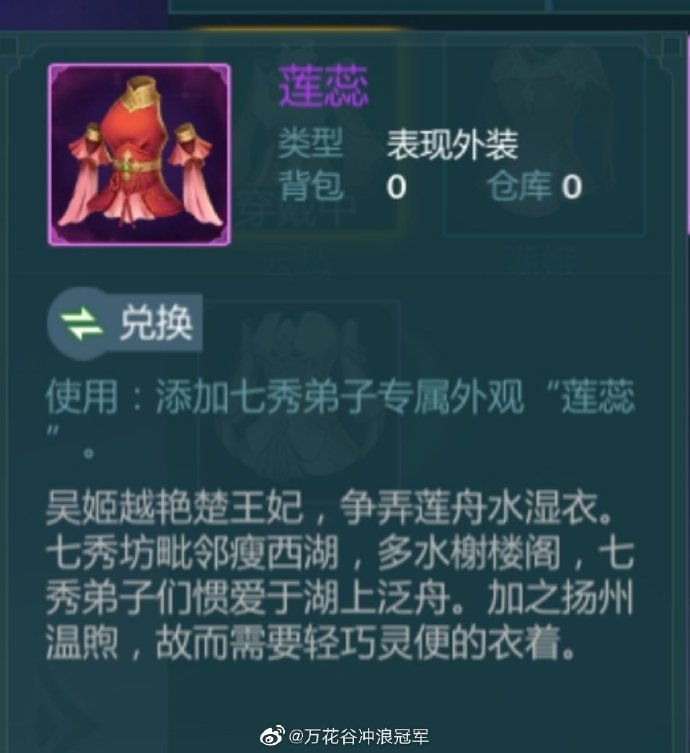 莲蕊
类型 表现外装
背包 0 仓库 0
穿戴中
兑换
使用：添加七秀弟子专属外观“莲蕊
”。
吴姬越艳楚王妃，争弄莲舟水湿衣。
七秀坊毗邻瘦西湖，多水榭楼阁，七
秀弟子们惯爱于湖上泛舟。加之扬州
温煦，故而需要轻巧灵便的衣着。
@万花谷冲浪冠军